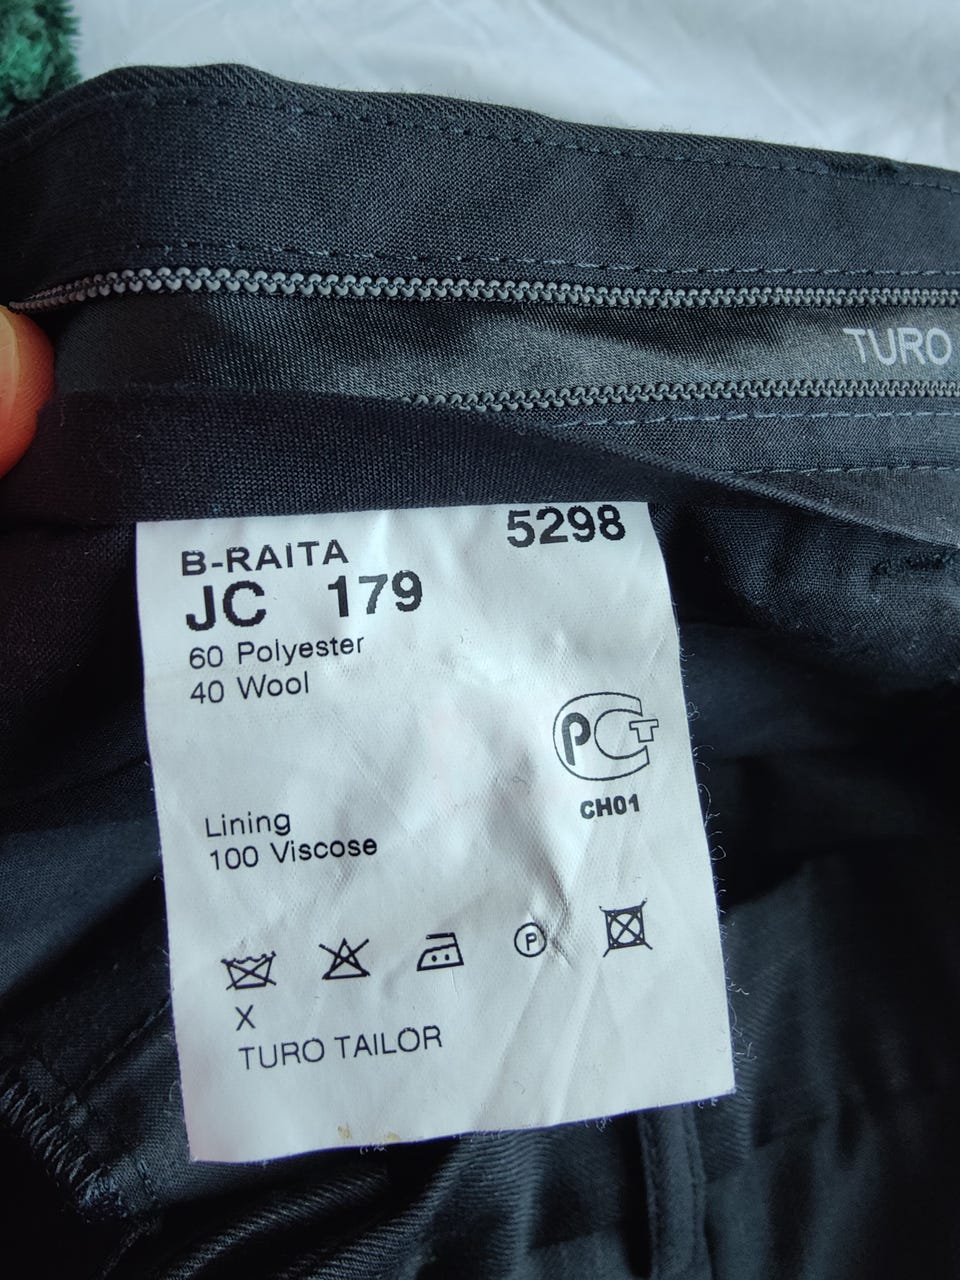 TURO
5298
B-RAITA
JC 179
60 Polyester
40 Wool
PCT
CH01
Lining
100 Viscose
P
X
TURO TAILOR